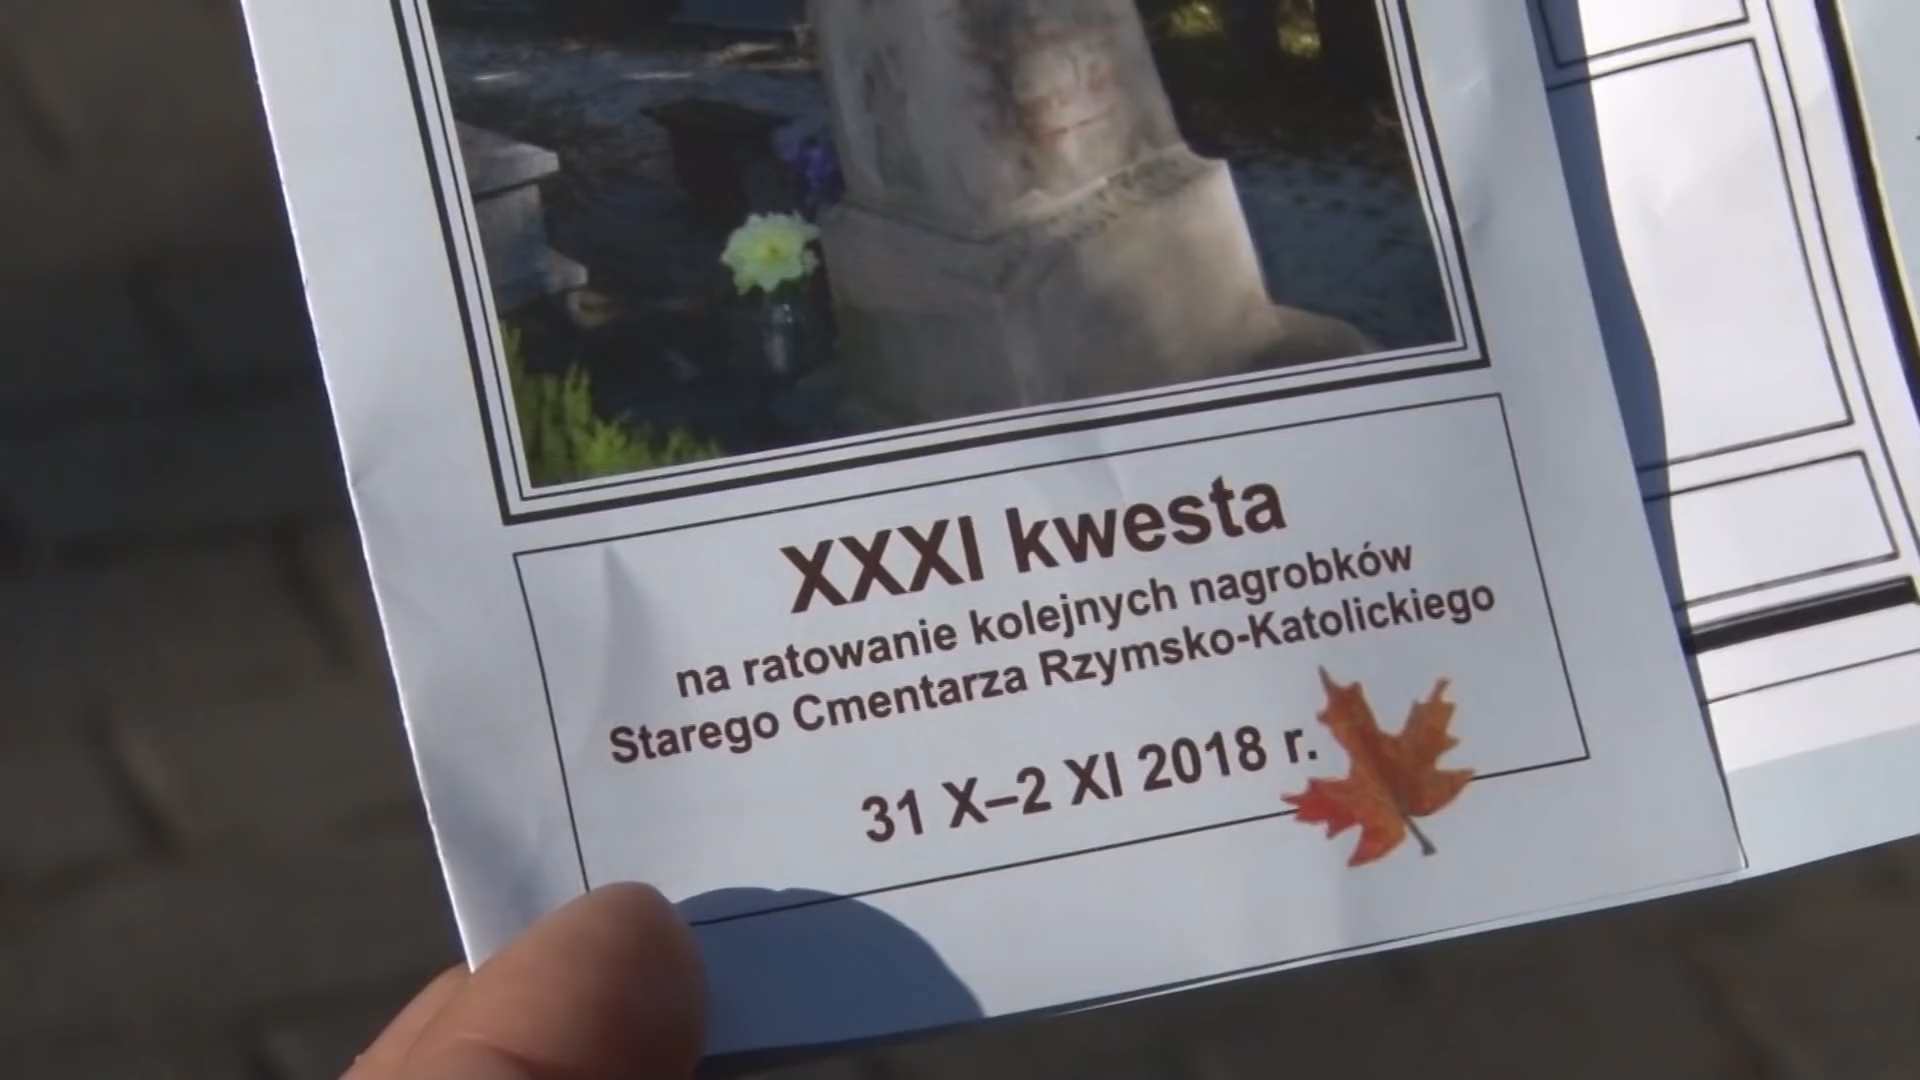 XXXI kwesta
na ratowanie kolejnych nagrobków
Starego Cmentarza Rzymsko-Katolickiego
31 X–2 XI 2018 r.